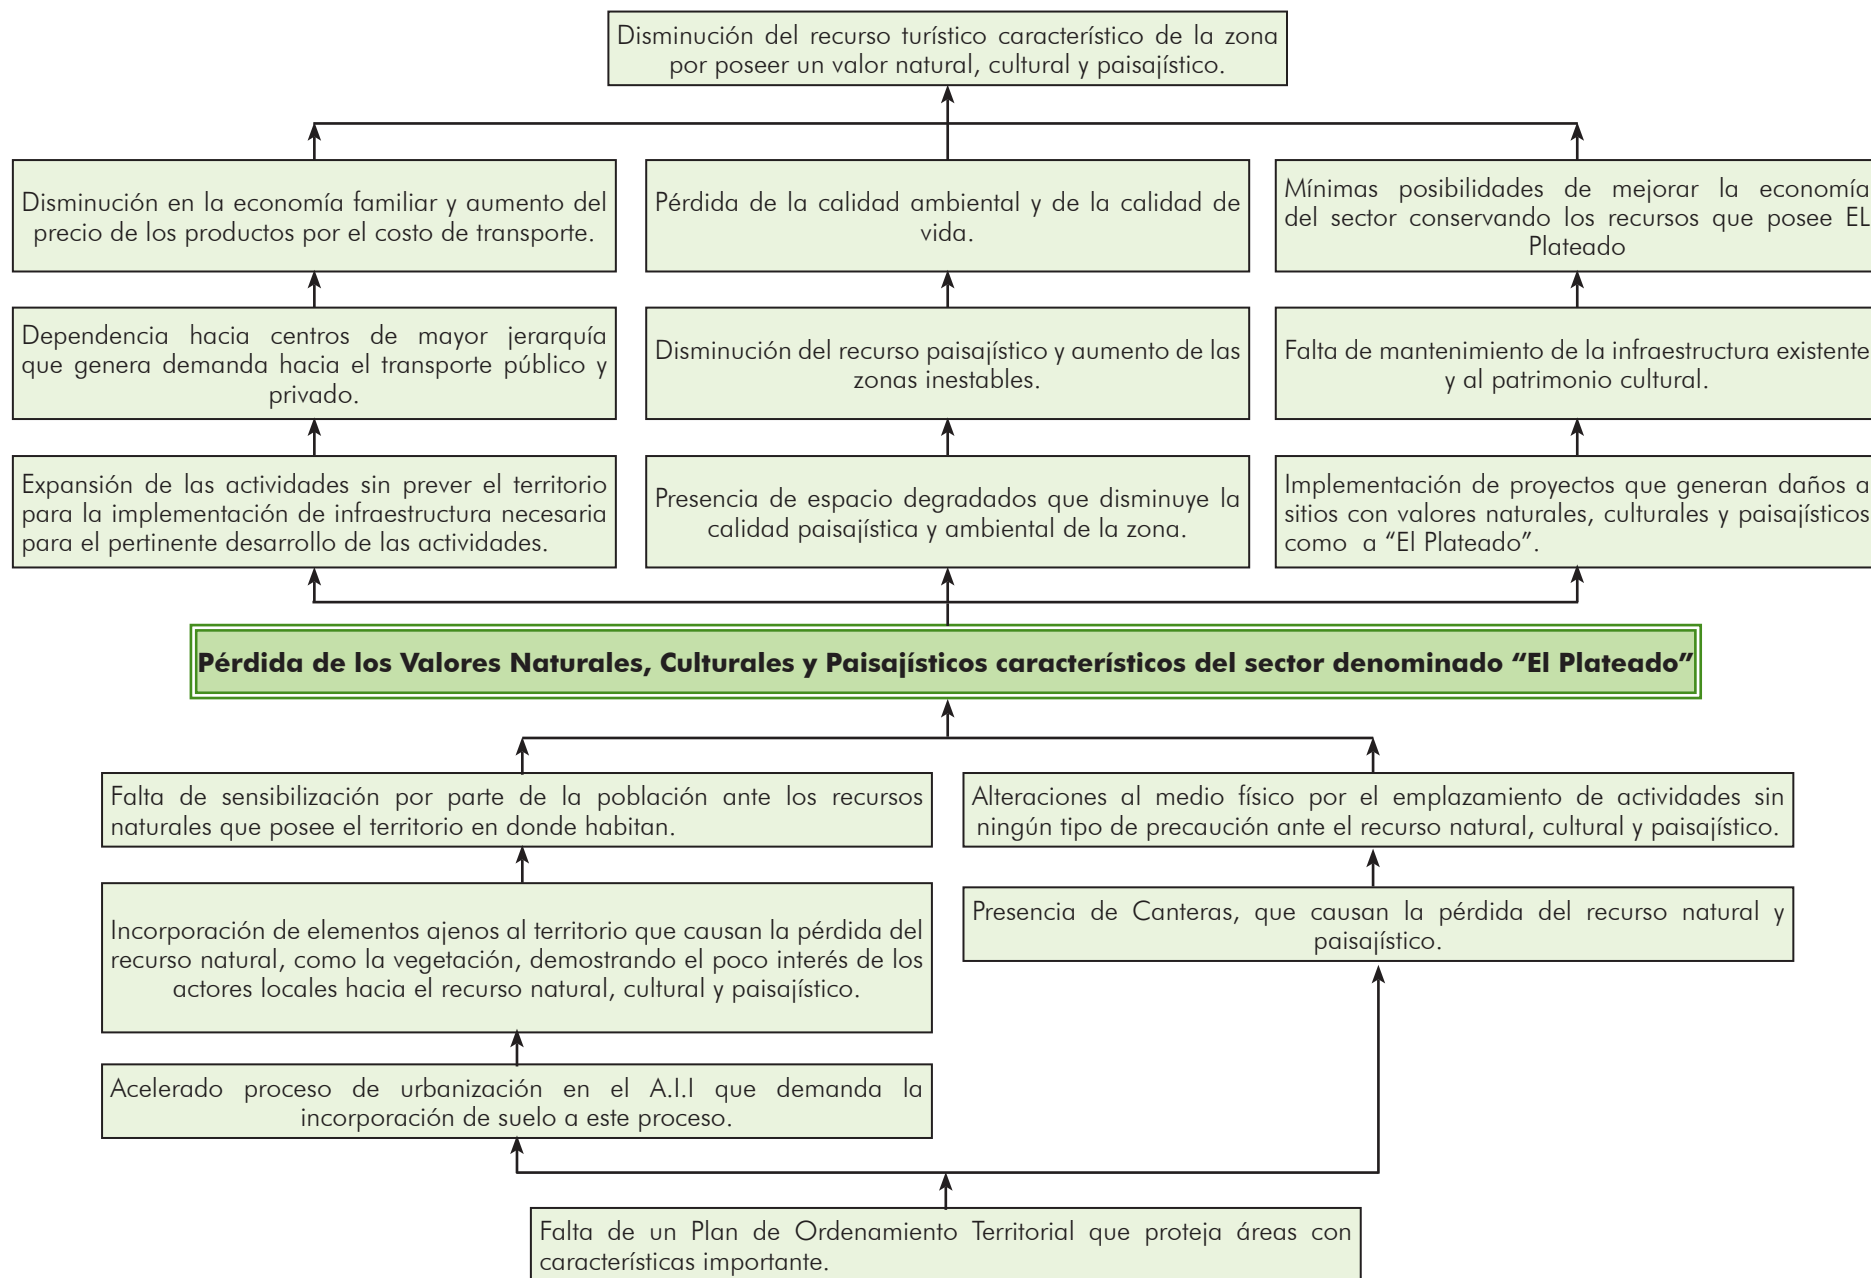 Disminución del recurso turístico característico de la zona
por poseer un valor natural, cultural y paisajístico.
Disminución en la economía familiar y aumento del
precio de los productos por el costo de transporte.
Pérdida de la calidad ambiental y de la calidad de
vida.
Mínimas posibilidades de mejorar la economía
del sector conservando los recursos que posee EL
Plateado
Dependencia hacia centros de mayor jerarquía
que genera demanda hacia el transporte público y
privado.
Disminución del recurso paisajístico y aumento de las
zonas inestables.
Falta de mantenimiento de la infraestructura existente
y al patrimonio cultural.
Expansión de las actividades sin prever el territorio
para la implementación de infraestructura necesaria
para el pertinente desarrollo de las actividades.
Presencia de espacio degradados que disminuye la
calidad paisajística y ambiental de la zona.
Implementación de proyectos que generan daños a
sitios con valores naturales, culturales y paisajísticos
como a “El Plateado”.
Pérdida de los Valores Naturales, Culturales y Paisajísticos característicos del sector denominado “El Plateado”
Falta de sensibilización por parte de la población ante los recursos
naturales que posee el territorio en donde habitan.
Alteraciones al medio físico por el emplazamiento de actividades sin
ningún tipo de precaución ante el recurso natural, cultural y paisajístico.
Incorporación de elementos ajenos al territorio que causan la pérdida del
recurso natural, como la vegetación, demostrando el poco interés de los
actores locales hacia el recurso natural, cultural y paisajístico.
Presencia de Canteras, que causan la pérdida del recurso natural y
paisajístico.
Acelerado proceso de urbanización en el A.I.I que demanda la
incorporación de suelo a este proceso.
Falta de un Plan de Ordenamiento Territorial que proteja áreas con
características importante.